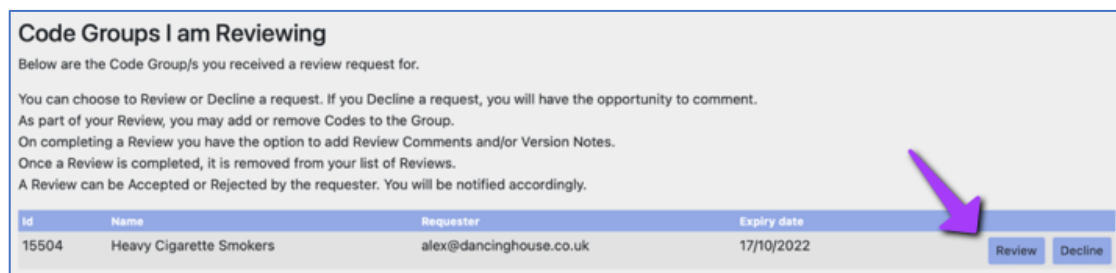 Code Groups I am Reviewing
Below are the Code Group/s you received a review request for.
You can choose to Review or Decline a request. If you Decline a request, you will have the opportunity to comment.
As part of your Review, you may add or remove Codes to the Group.
On completing a Review you have the option to add Review Comments and/or Version Notes.
Once a Review is completed, it is removed from your list of Reviews.
A Review can be Accepted or Rejected by the requester. You will be notified accordingly.
Id Name Requester Expiry date
15504 Heavy Cigarette Smokers alex@dancinghouse.co.uk 17/10/2022 Review Decline